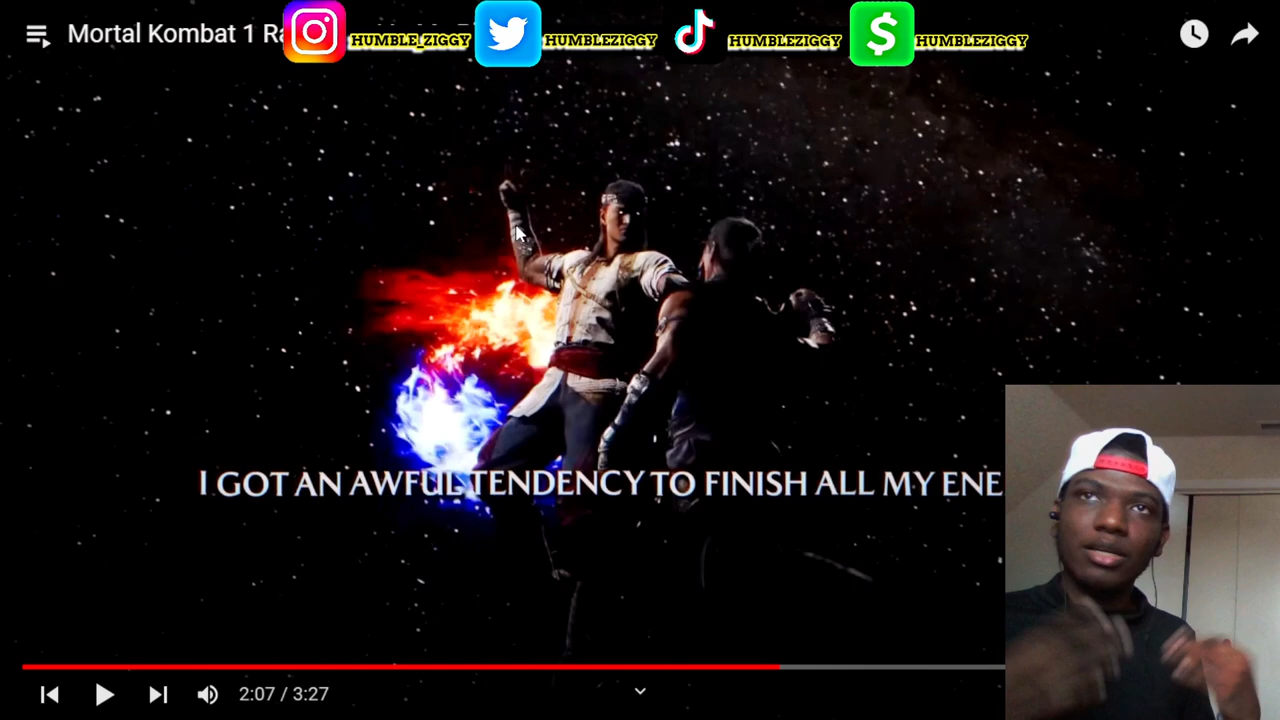 Mortal Kombat 1 Ra
HUMBLE_ZIGGY
HUMBLEZIGGY
HUMBLEZIGGY
HUMBLEZIGGY
I GOT AN AWFUL TENDENCY TO FINISH ALL MY ENE
2:07 / 3:27